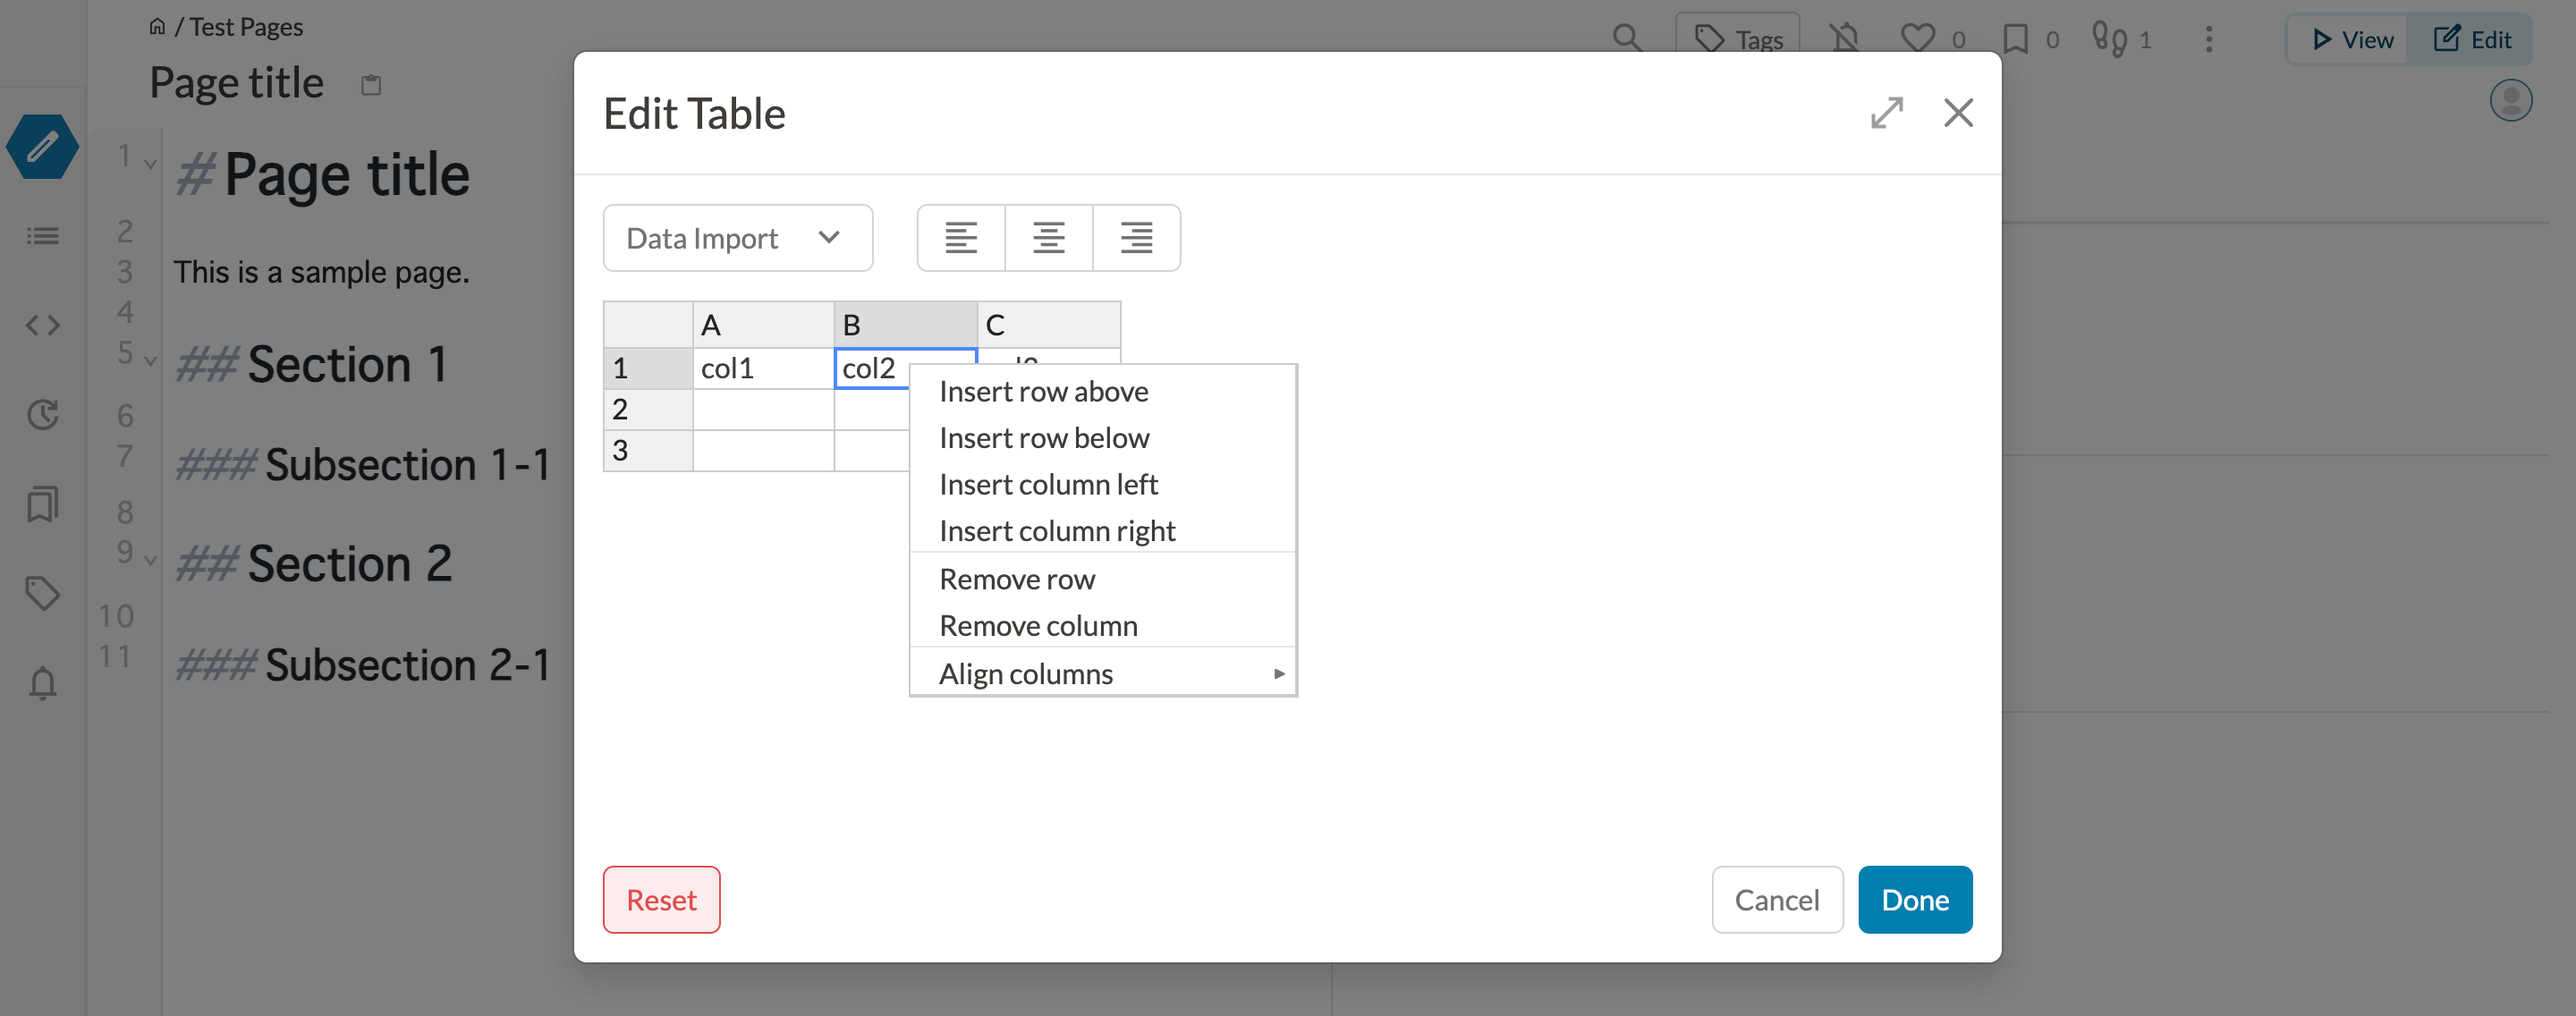 / Test Pages
Page title
Tags
0
0
1
View
Edit
1
# Page title
2
3
This is a sample page.
4
5
## Section 1
6
7
### Subsection 1-1
8
9
## Section 2
10
11
### Subsection 2-1
Edit Table
Data Import
A B C
1 col1 col2
2
3
Insert row above
Insert row below
Insert column left
Insert column right
Remove row
Remove column
Align columns
Reset
Cancel
Done